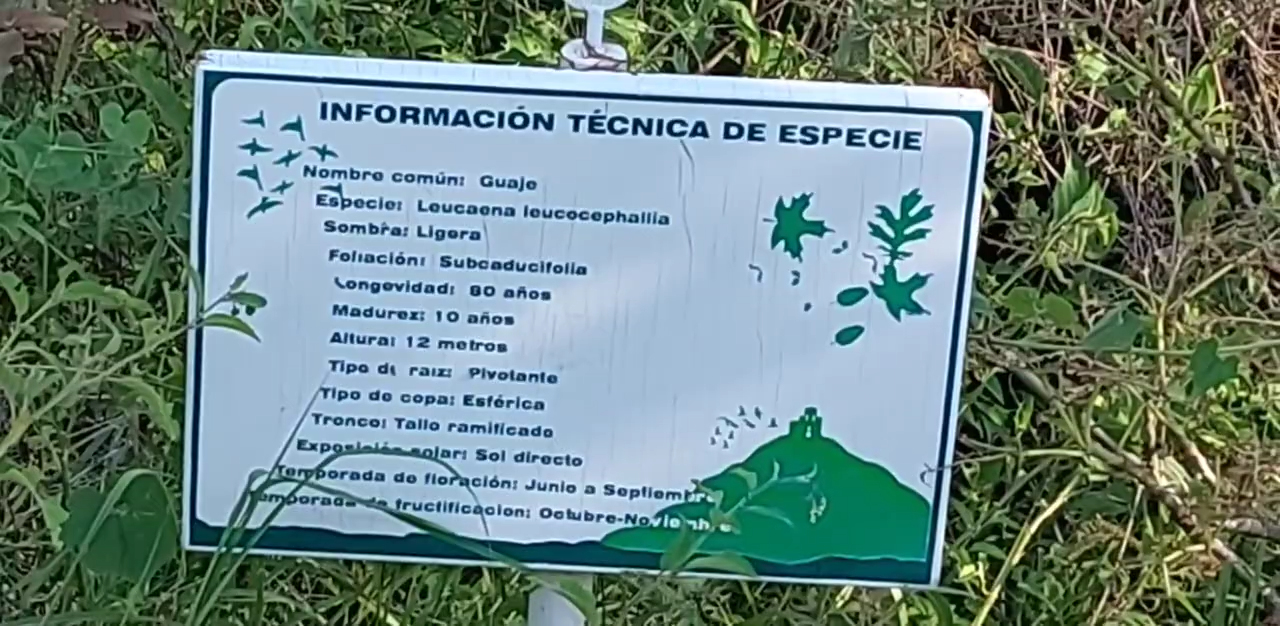 INFORMACIÓN TÉCNICA DE ESPECIE
Nombre común: Guaje
Especie: Leucaena leucocephallia
Sombra: Ligera
Foliación: Subcaducifolia
Longevidad: 80 años
Madurez: 10 años
Altura: 12 metros
Tipo de raiz: Pivotante
Tipo de copa: Esférica
Tronco: Tallo ramificado
Exposición solar: Sol directo
Temporada de floración: Junio a Septiembre
Temporada de fructificacion: Octubre-Noviembre